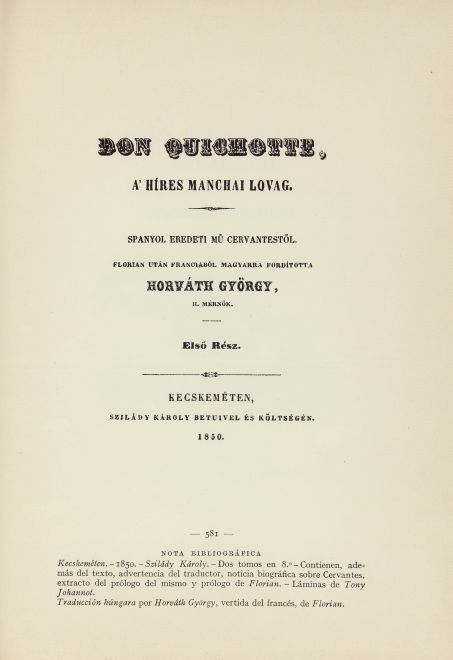 DON QUICHOTTE,
A' HÍRES MANCHAI LOVAG.
SPANYOL EREDETI MŰ CERVANTESTŐL.
FLORIAN UTÁN FRANCIÁBÓL MAGYARRA FORDÍTOTTA
HORVÁTH GYÖRGY,
H. MÉRNÖK.
Első Rész.
KECSKEMÉTEN,
SZILÁDY KÁROLY BETUIVEL ÉS KÖLTSÉGÉN.
1850.
— 581 —
NOTA BIBLIOGRÁFICA
Kecskeméten. – 1850. – Szilády Károly. – Dos tomos en 8.º – Contienen, ade-
más del texto, advertencia del traductor, noticia biográfica sobre Cervantes,
extracto del prólogo del mismo y prólogo de Florian. – Láminas de Tony
Johannot.
Traducción húngara por Horváth György, vertida del francés, de Florian.